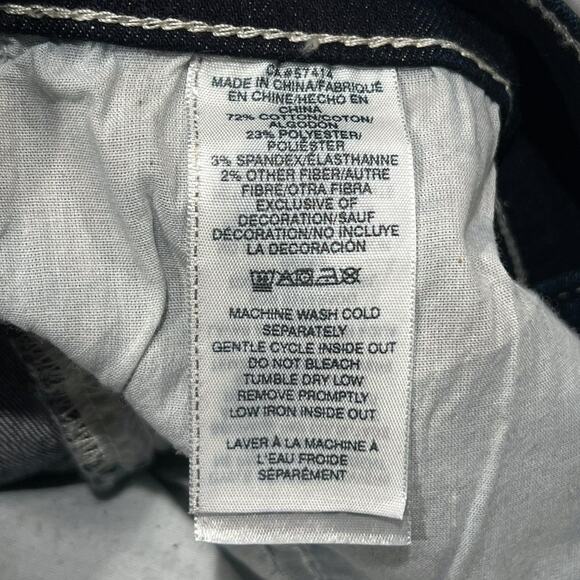 CA#57414
MADE IN CHINA/FABRIQUÉ
EN CHINE/HECHO EN
CHINA
72% COTTON/COTON/
ALGODÓN
23% POLYESTER/
POLIÉSTER
3% SPANDEX/ÉLASTHANNE
2% OTHER FIBER/AUTRE
FIBRE/OTRA FIBRA
EXCLUSIVE OF
DECORATION/SAUF
DÉCORATION/NO INCLUYE
LA DECORACIÓN
MACHINE WASH COLD
SEPARATELY
GENTLE CYCLE INSIDE OUT
DO NOT BLEACH
TUMBLE DRY LOW
REMOVE PROMPTLY
LOW IRON INSIDE OUT
LAVER À LA MACHINE À
L'EAU FROIDE
SÉPARÉMENT